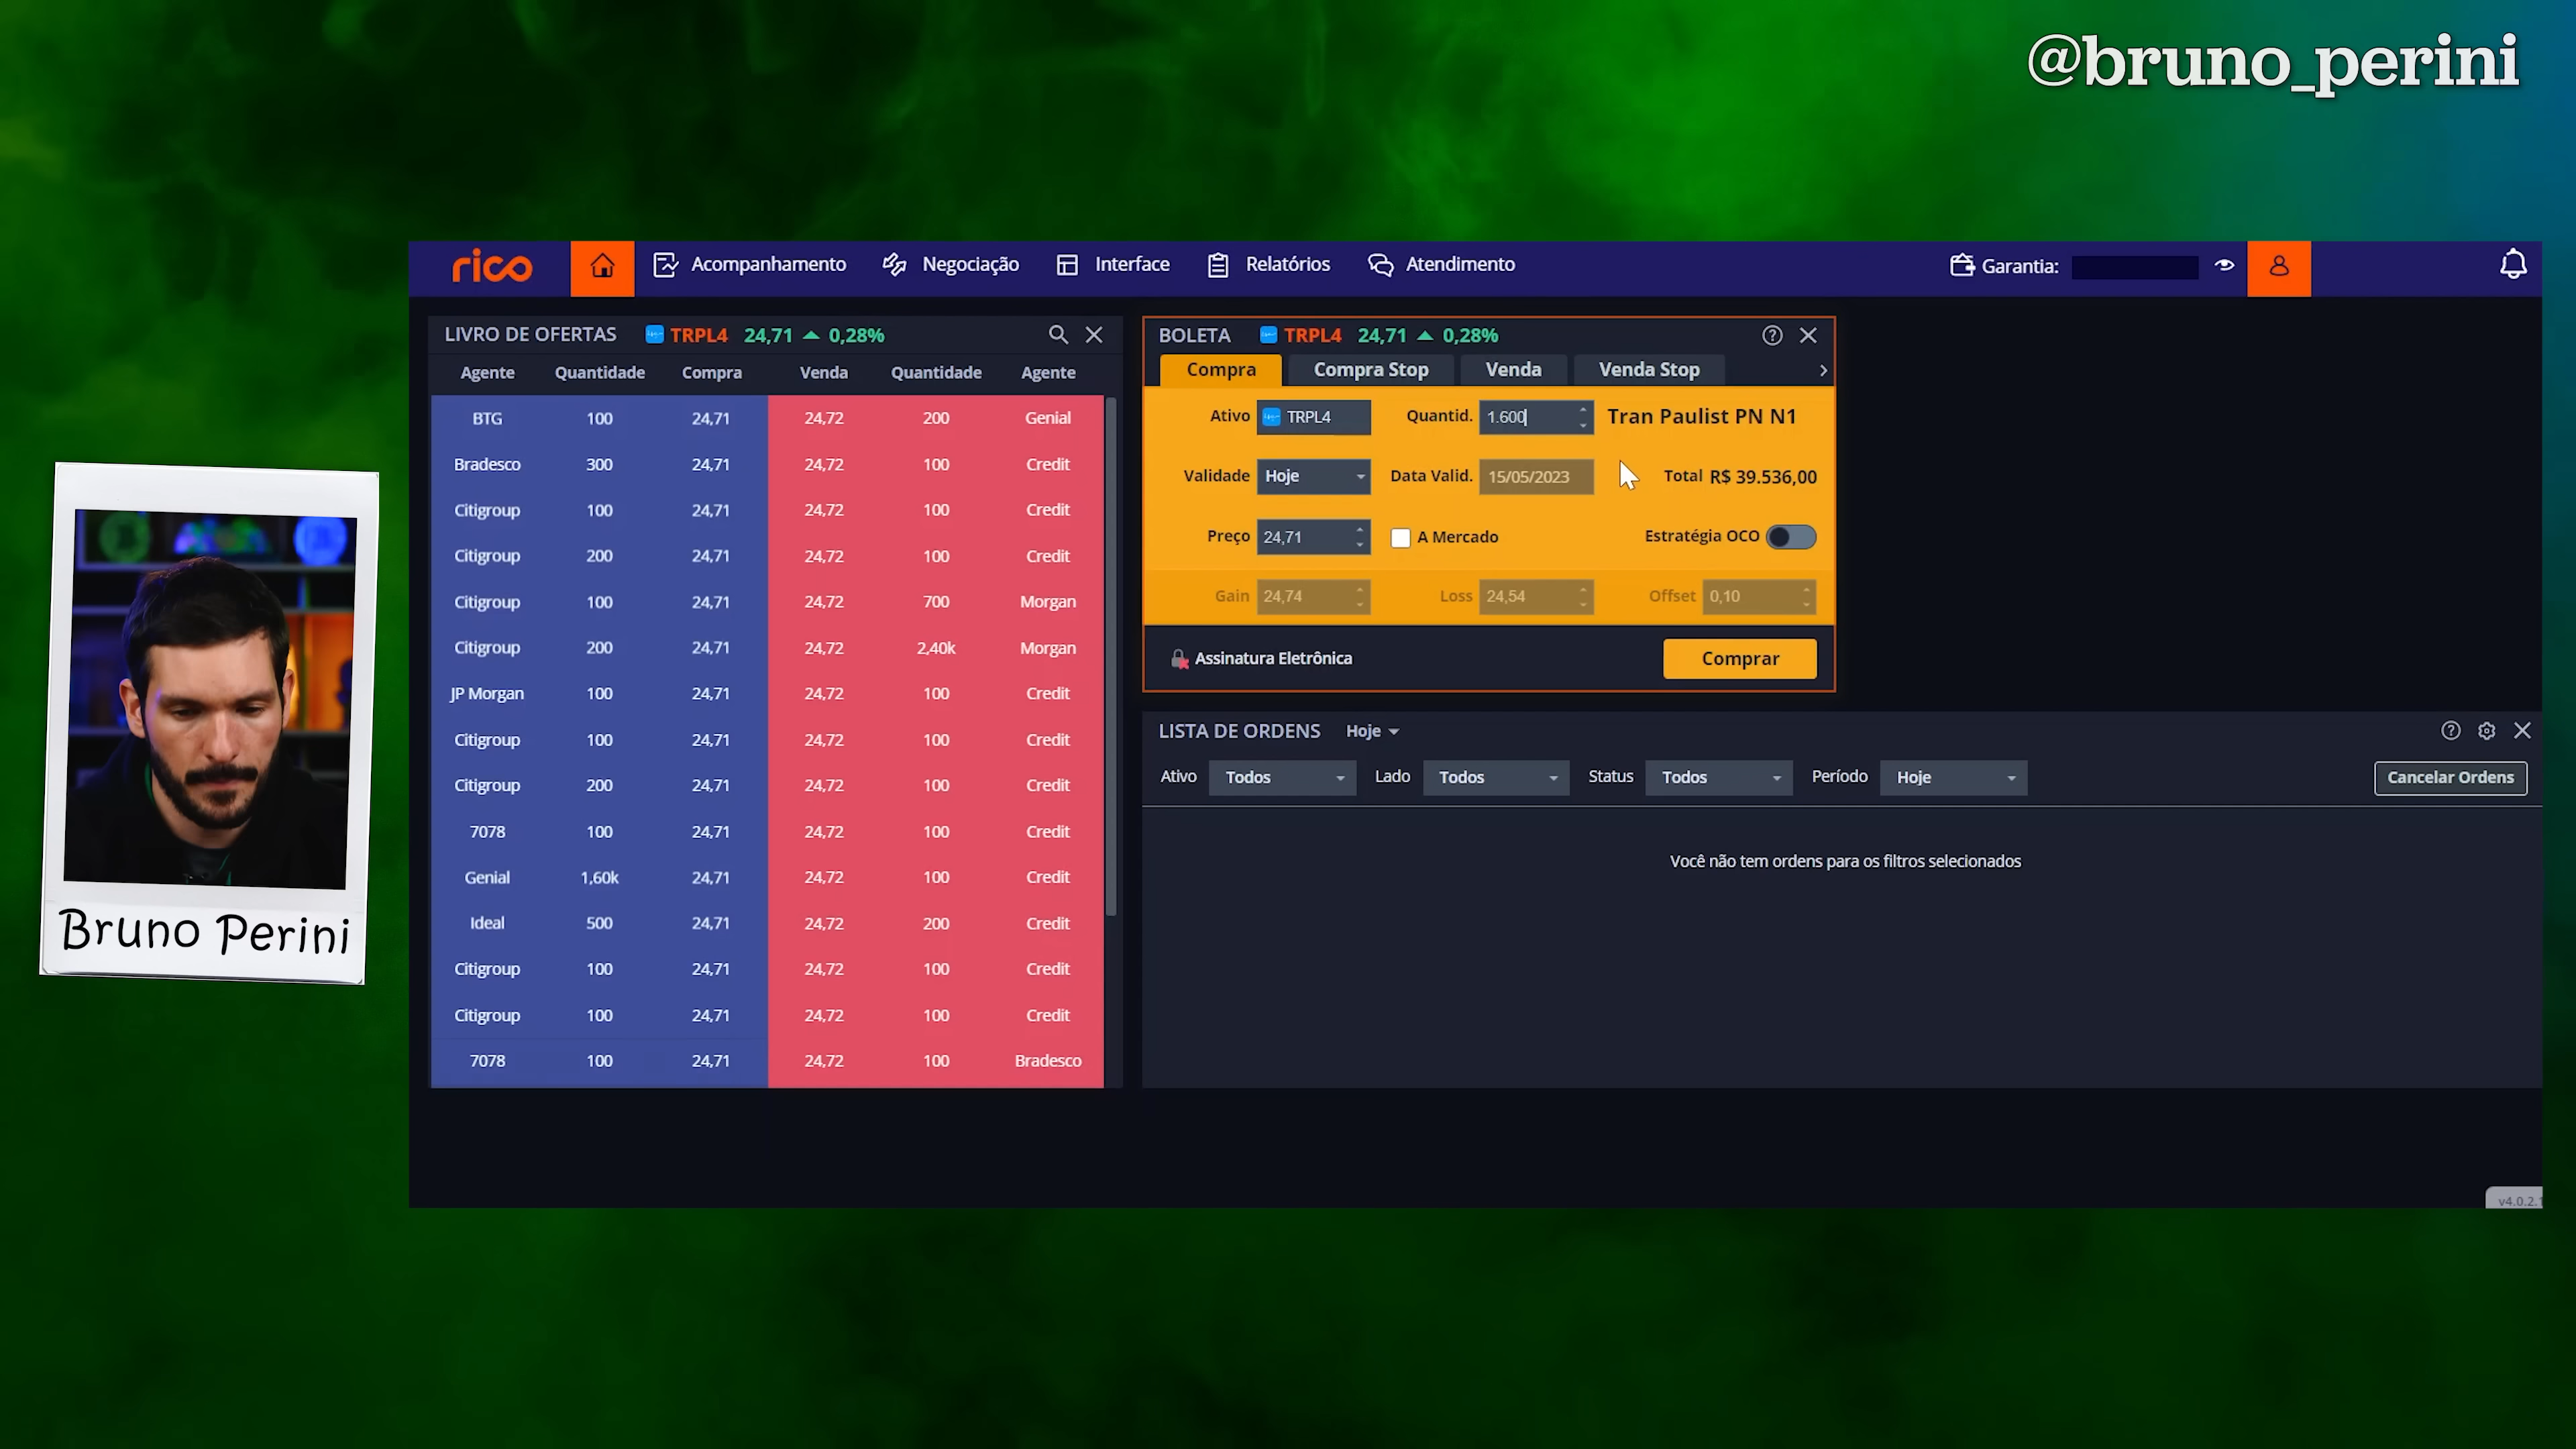 @bruno_perini
rico
Acompanhamento
Negociação
Interface
Relatórios
Atendimento
Garantia:
LIVRO DE OFERTAS TRPL4 24,71 0,28%
Agente Quantidade Compra Venda Quantidade Agente
BTG 100 24,71 24,72 200 Genial
Bradesco 300 24,71 24,72 100 Credit
Citigroup 100 24,71 24,72 100 Credit
Citigroup 200 24,71 24,72 100 Credit
Citigroup 100 24,71 24,72 700 Morgan
Citigroup 200 24,71 24,72 2,40k Morgan
JP Morgan 100 24,71 24,72 100 Credit
Citigroup 100 24,71 24,72 100 Credit
Citigroup 200 24,71 24,72 100 Credit
7078 100 24,71 24,72 100 Credit
Genial 1,60k 24,71 24,72 100 Credit
Ideal 500 24,71 24,72 200 Credit
Citigroup 100 24,71 24,72 100 Credit
Citigroup 100 24,71 24,72 100 Credit
7078 100 24,71 24,72 100 Bradesco
BOLETA TRPL4 24,71 0,28%
Compra Compra Stop Venda Venda Stop
Ativo TRPL4 Quantid. 1.600 Tran Paulist PN N1
Validade Hoje Data Valid. 15/05/2023 Total R$ 39.536,00
Preço 24,71 A Mercado Estratégia OCO
Gain 24,74 Loss 24,54 Offset 0,10
Assinatura Eletrônica Comprar
LISTA DE ORDENS Hoje
Ativo Todos Lado Todos Status Todos Período Hoje Cancelar Ordens
Você não tem ordens para os filtros selecionados
Bruno Perini